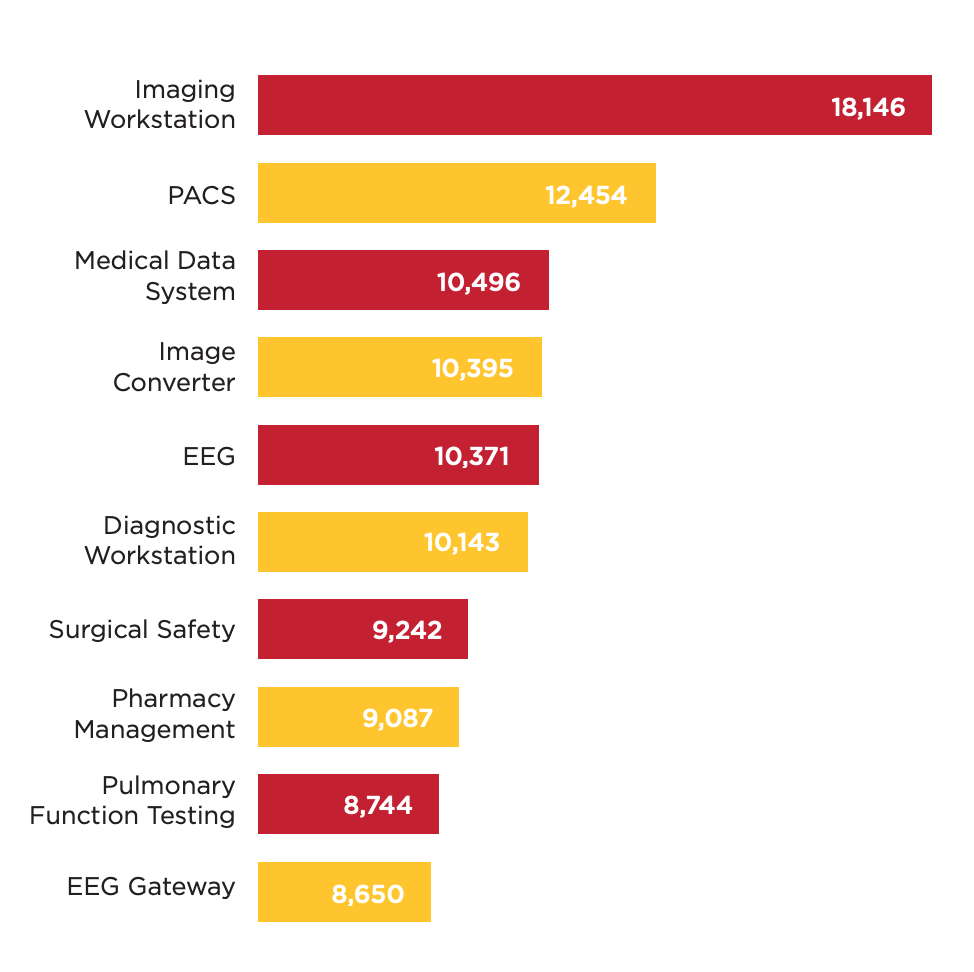 Imaging
Workstation
18,146
PACS
12,454
Medical Data
System
10,496
Image
Converter
10,395
EEG
10,371
Diagnostic
Workstation
10,143
Surgical Safety
9,242
Pharmacy
Management
9,087
Pulmonary
Function Testing
8,744
EEG Gateway
8,650